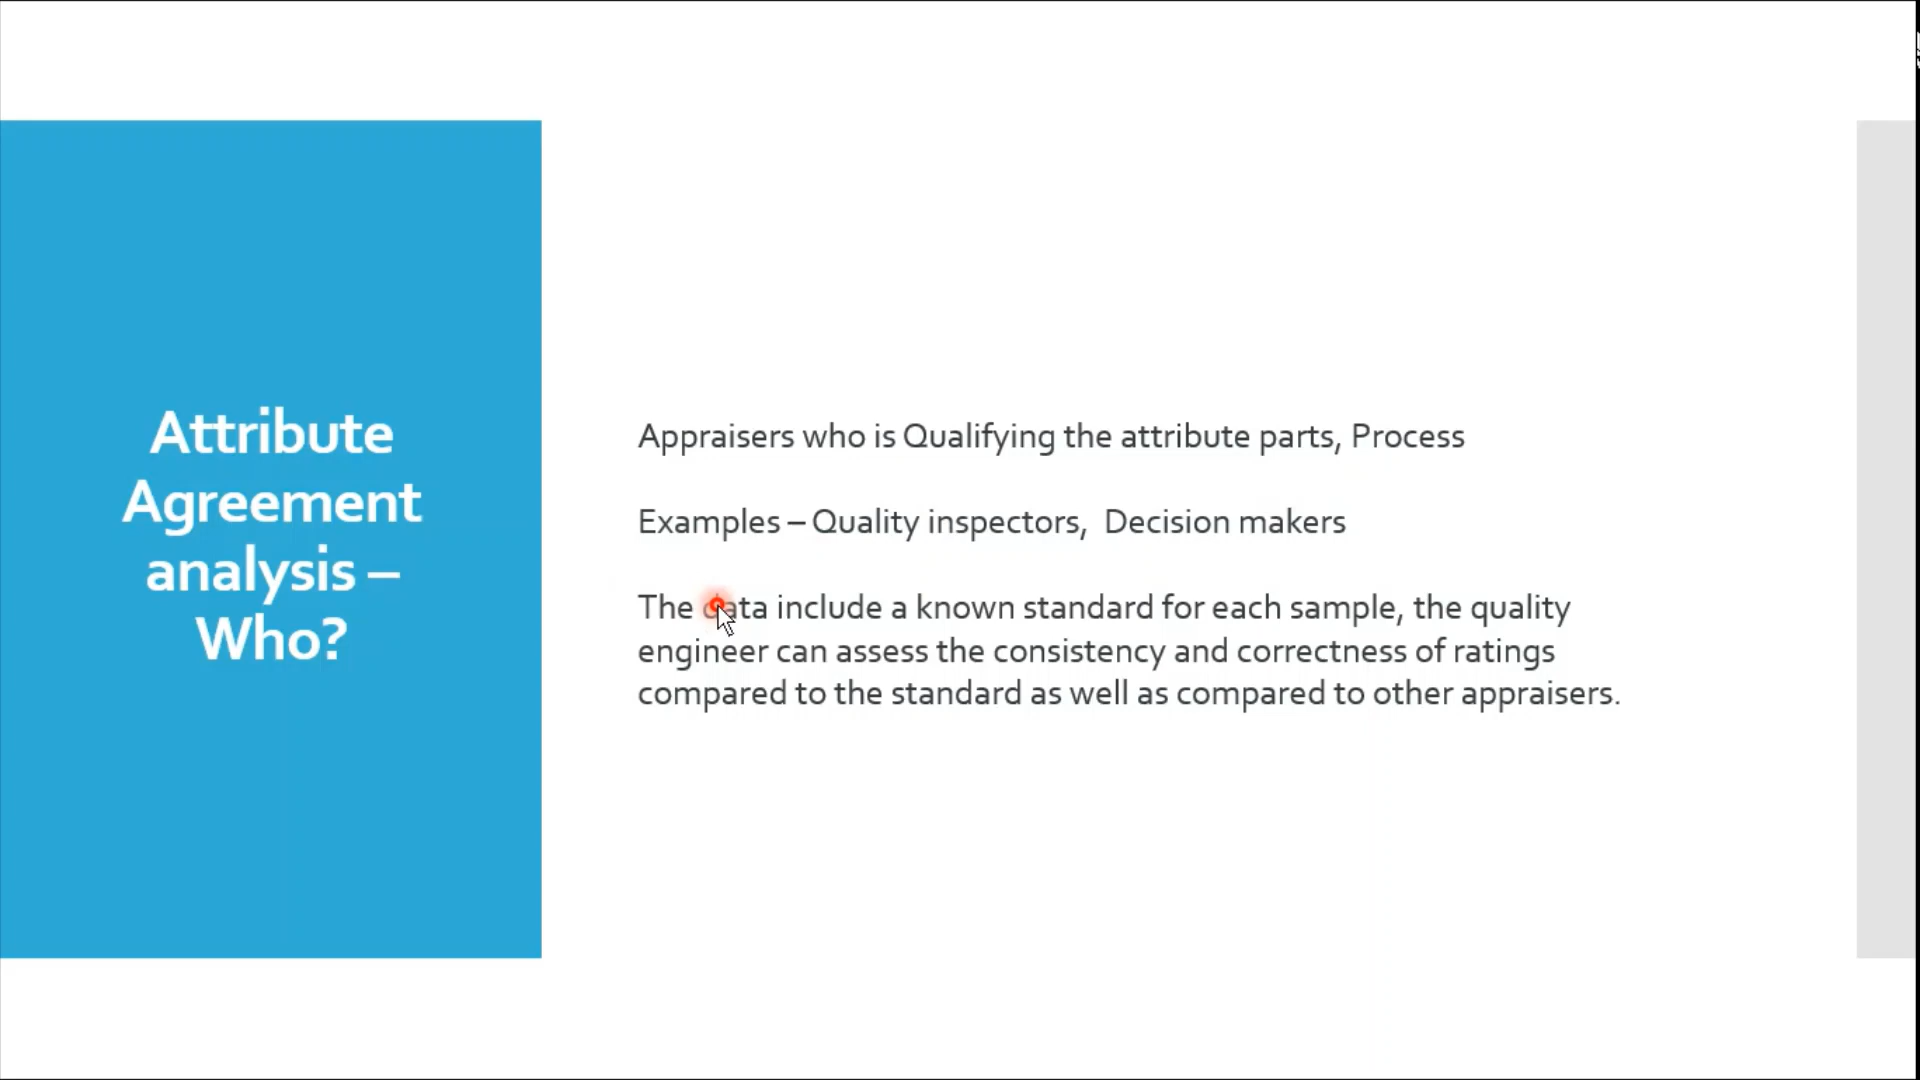 Attribute
Agreement
analysis –
Who?
Appraisers who is Qualifying the attribute parts, Process
Examples – Quality inspectors, Decision makers
The data include a known standard for each sample, the quality
engineer can assess the consistency and correctness of ratings
compared to the standard as well as compared to other appraisers.